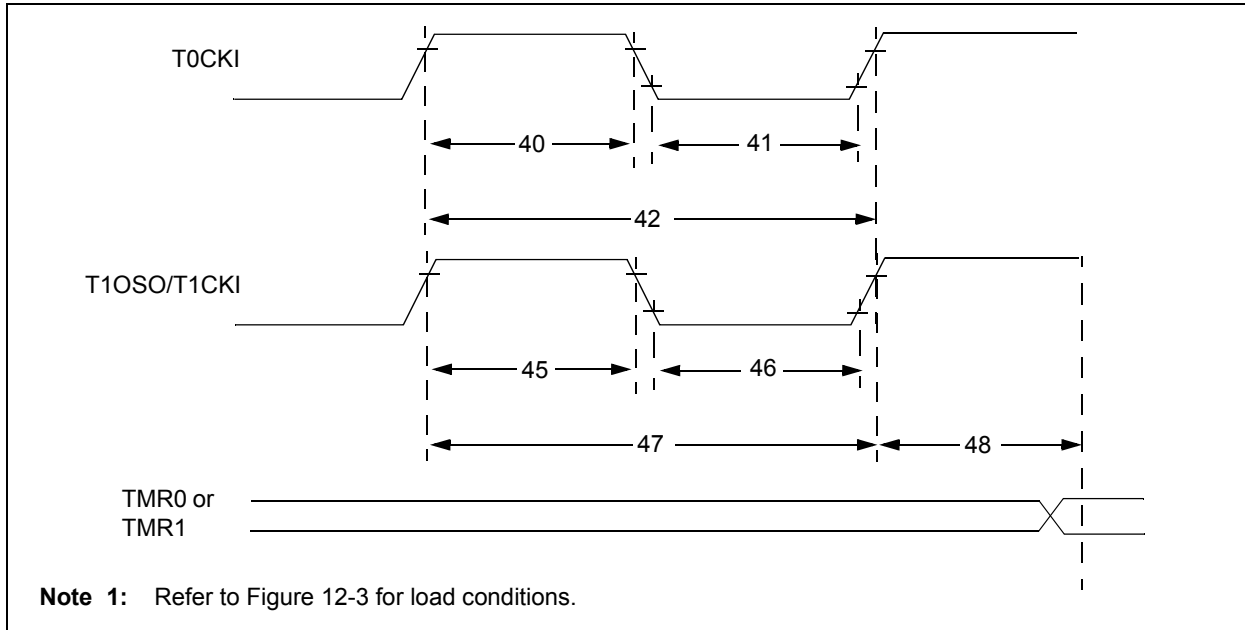 T0CKI
40
41
42
T1OSO/T1CKI
45
46
47
48
TMR0 or
TMR1
Note 1: Refer to Figure 12-3 for load conditions.